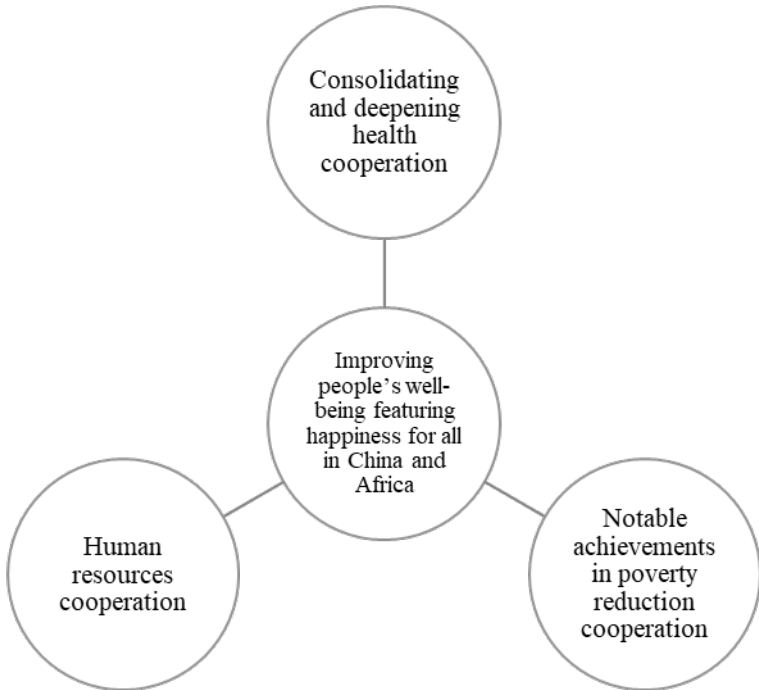 Consolidating
and deepening
health
cooperation
Improving
people’s well-
being featuring
happiness for all
in China and
Africa
Human
resources
cooperation
Notable
achievements
in poverty
reduction
cooperation